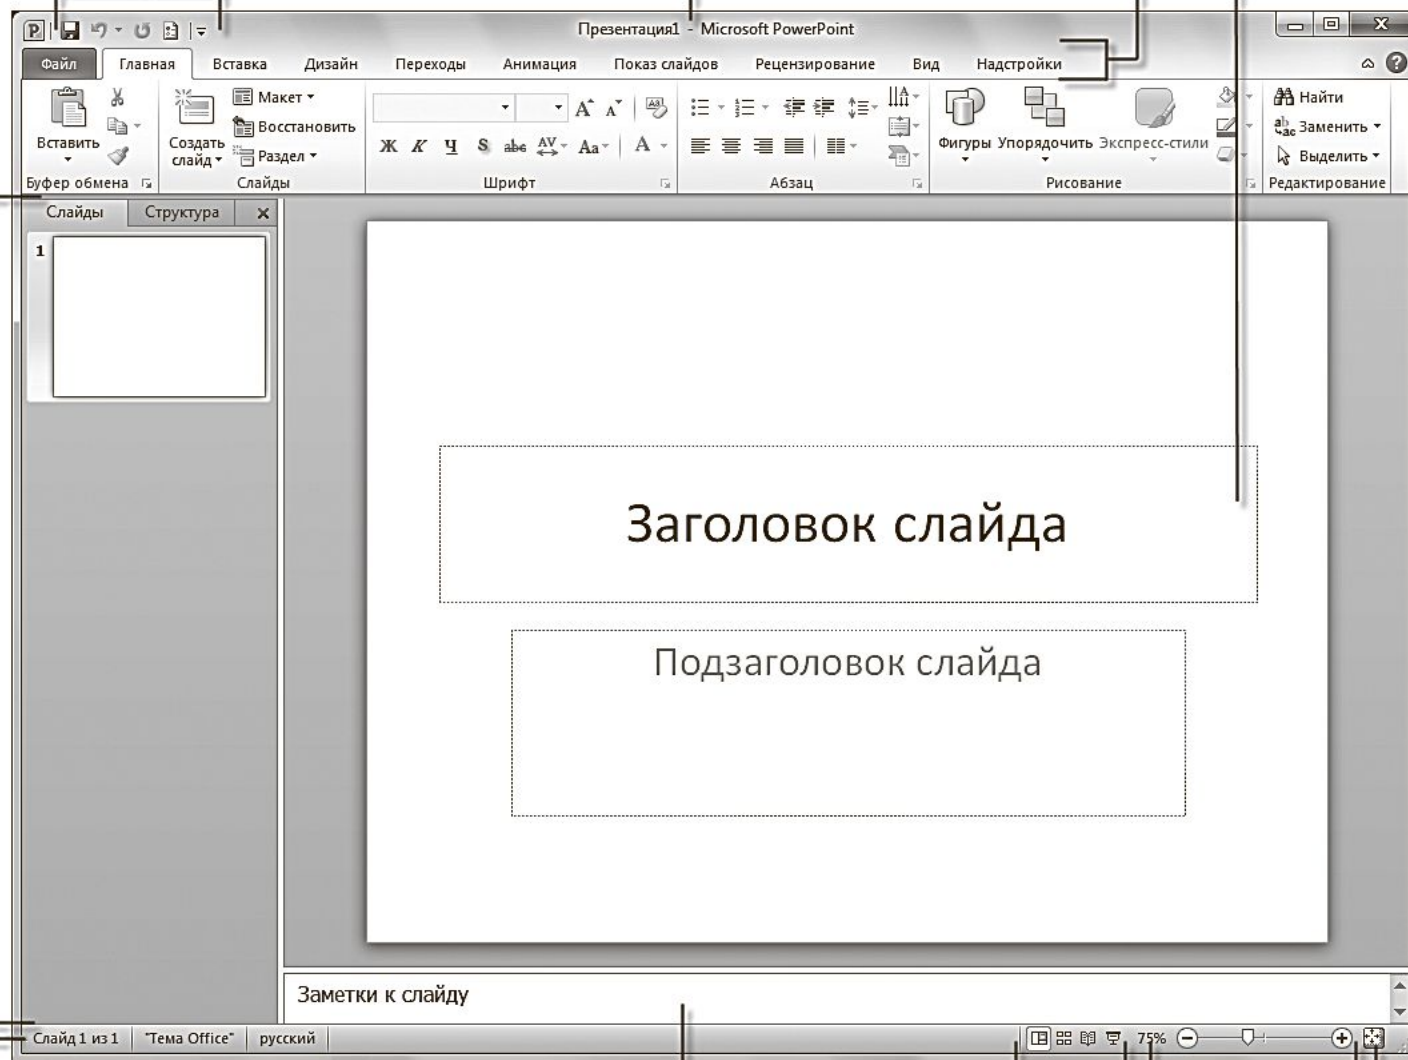 Презентация1 - Microsoft PowerPoint
Файл Главная Вставка Дизайн Переходы Анимация Показ слайдов Рецензирование Вид Надстройки
Вставить
Буфер обмена
Создать слайд
Макет
Восстановить
Раздел
Слайды
Ж К Ч S abc AV Aa A
Шрифт
Абзац
Фигуры Упорядочить Экспресс-стили
Рисование
Найти
Заменить
Выделить
Редактирование
Слайды Структура
1
Заголовок слайда
Подзаголовок слайда
Заметки к слайду
Слайд 1 из 1 "Тема Office" русский 75%